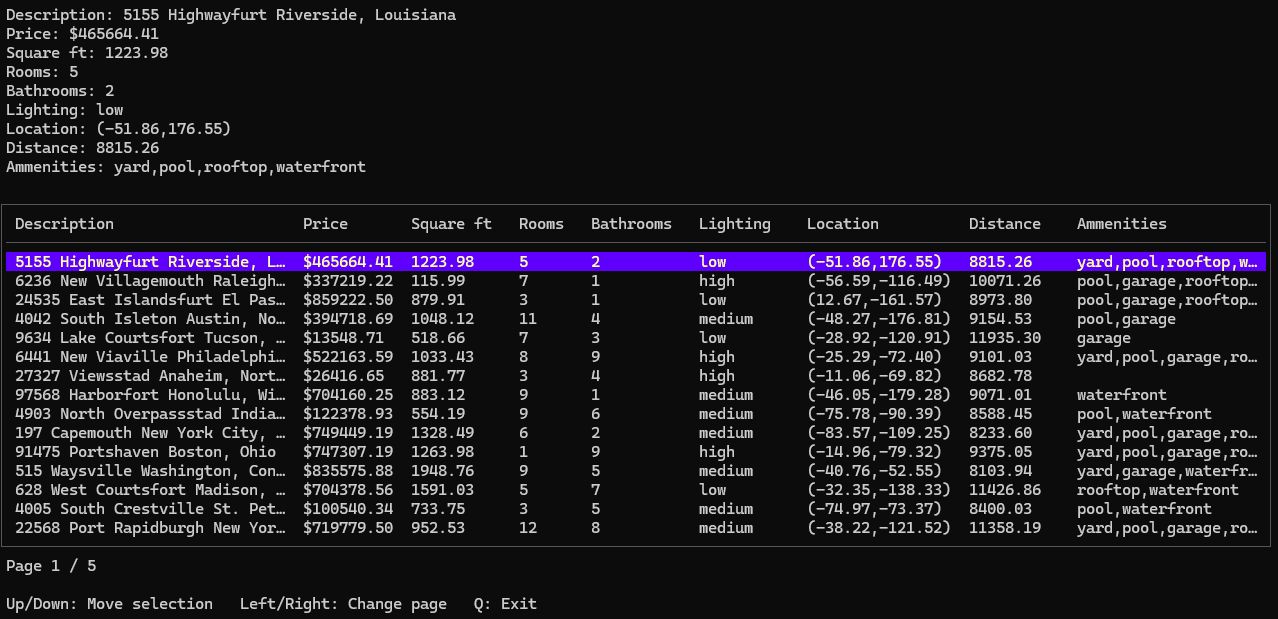 Description: 5155 Highwayfurt Riverside, Louisiana
Price: $465664.41
Square ft: 1223.98
Rooms: 5
Bathrooms: 2
Lighting: low
Location: (-51.86,176.55)
Distance: 8815.26
Ammenities: yard,pool,rooftop,waterfront
Description Price Square ft Rooms Bathrooms Lighting Location Distance Ammenities
5155 Highwayfurt Riverside, L… $465664.41 1223.98 5 2 low (-51.86,176.55) 8815.26 yard,pool,rooftop,w…
6236 New Villagemouth Raleigh… $337219.22 115.99 7 1 high (-56.59,-116.49) 10071.26 pool,garage,rooftop…
24535 East Islandsfurt El Pas… $859222.50 879.91 3 1 low (12.67,-161.57) 8973.80 pool,garage,rooftop…
4042 South Isleton Austin, No… $394718.69 1048.12 11 4 medium (-48.27,-176.81) 9154.53 pool,garage
9634 Lake Courtsfort Tucson, … $13548.71 518.66 7 3 low (-28.92,-120.91) 11935.30 garage
6441 New Viaville Philadelphi… $522163.59 1033.43 8 9 high (-25.29,-72.40) 9101.03 yard,pool,garage,ro…
27327 Viewsstad Anaheim, Nort… $26416.65 881.77 3 4 high (-11.06,-69.82) 8682.78
97568 Harborfort Honolulu, Wi… $704160.25 883.12 9 1 medium (-46.05,-179.28) 9071.01 waterfront
4903 North Overpassstad India… $122378.93 554.19 9 6 medium (-75.78,-90.39) 8588.45 pool,waterfront
197 Capemouth New York City, … $749449.19 1328.49 6 2 medium (-83.57,-109.25) 8233.60 yard,pool,garage,ro…
91475 Portshaven Boston, Ohio $747307.19 1263.98 1 9 high (-14.96,-79.32) 9375.05 yard,pool,garage,ro…
515 Waysville Washington, Con… $835575.88 1948.76 9 5 medium (-40.76,-52.55) 8103.94 yard,garage,waterfr…
628 West Courtsfort Madison, … $704378.56 1591.03 5 7 low (-32.35,-138.33) 11426.86 rooftop,waterfront
4005 South Crestville St. Pet… $100540.34 733.75 3 5 medium (-74.97,-73.37) 8400.03 pool,waterfront
22568 Port Rapidburgh New Yor… $719779.50 952.53 12 8 medium (-38.22,-121.52) 11358.19 yard,pool,garage,ro…
Page 1 / 5
Up/Down: Move selection Left/Right: Change page Q: Exit